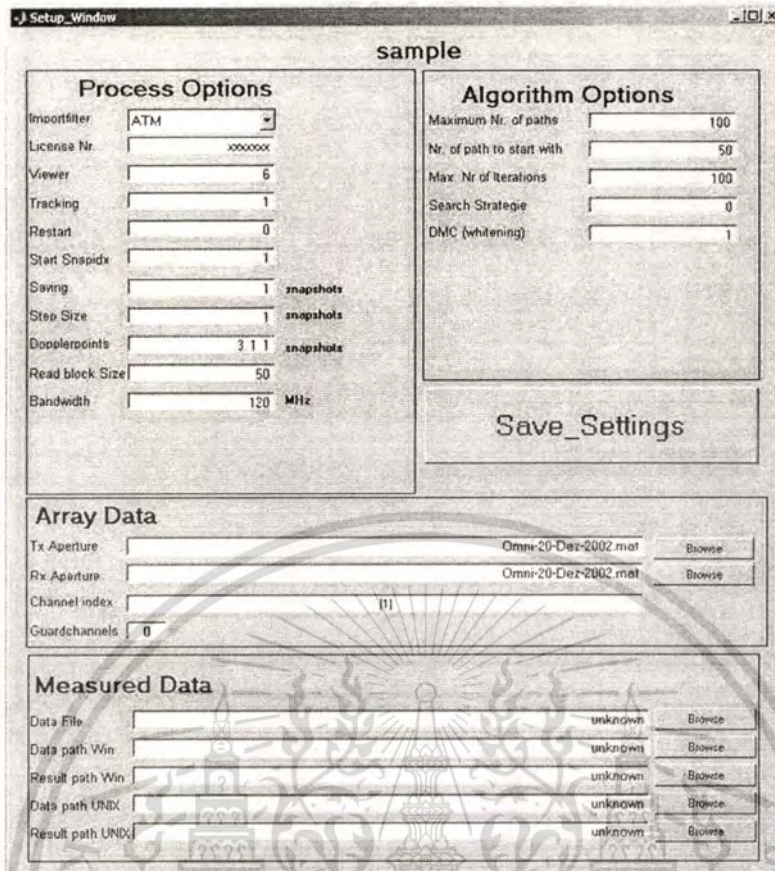 Setup_Window
sample
Process Options
Importfilter ATM
License Nr. xxxxxxx
Viewer 6
Tracking 1
Restart 0
Start Snapidx 1
Saving 1 snapshots
Step Size 1 snapshots
Dopplerpoints 3 1 1 snapshots
Read block Size 50
Bandwidth 120 MHz
Algorithm Options
Maximum Nr. of paths 100
Nr. of path to start with 50
Max. Nr of Iterations 100
Search Strategie 0
DMC (whitening) 1
Save_Settings
Array Data
Tx Aperture Omni-20-Dez-2002.mat Browse
Rx Aperture Omni-20-Dez-2002.mat Browse
Channel index [1]
Guardchannels 0
Measured Data
Data File unknown Browse
Data path Win unknown Browse
Result path Win unknown Browse
Data path UNIX unknown Browse
Result path UNIX unknown Browse